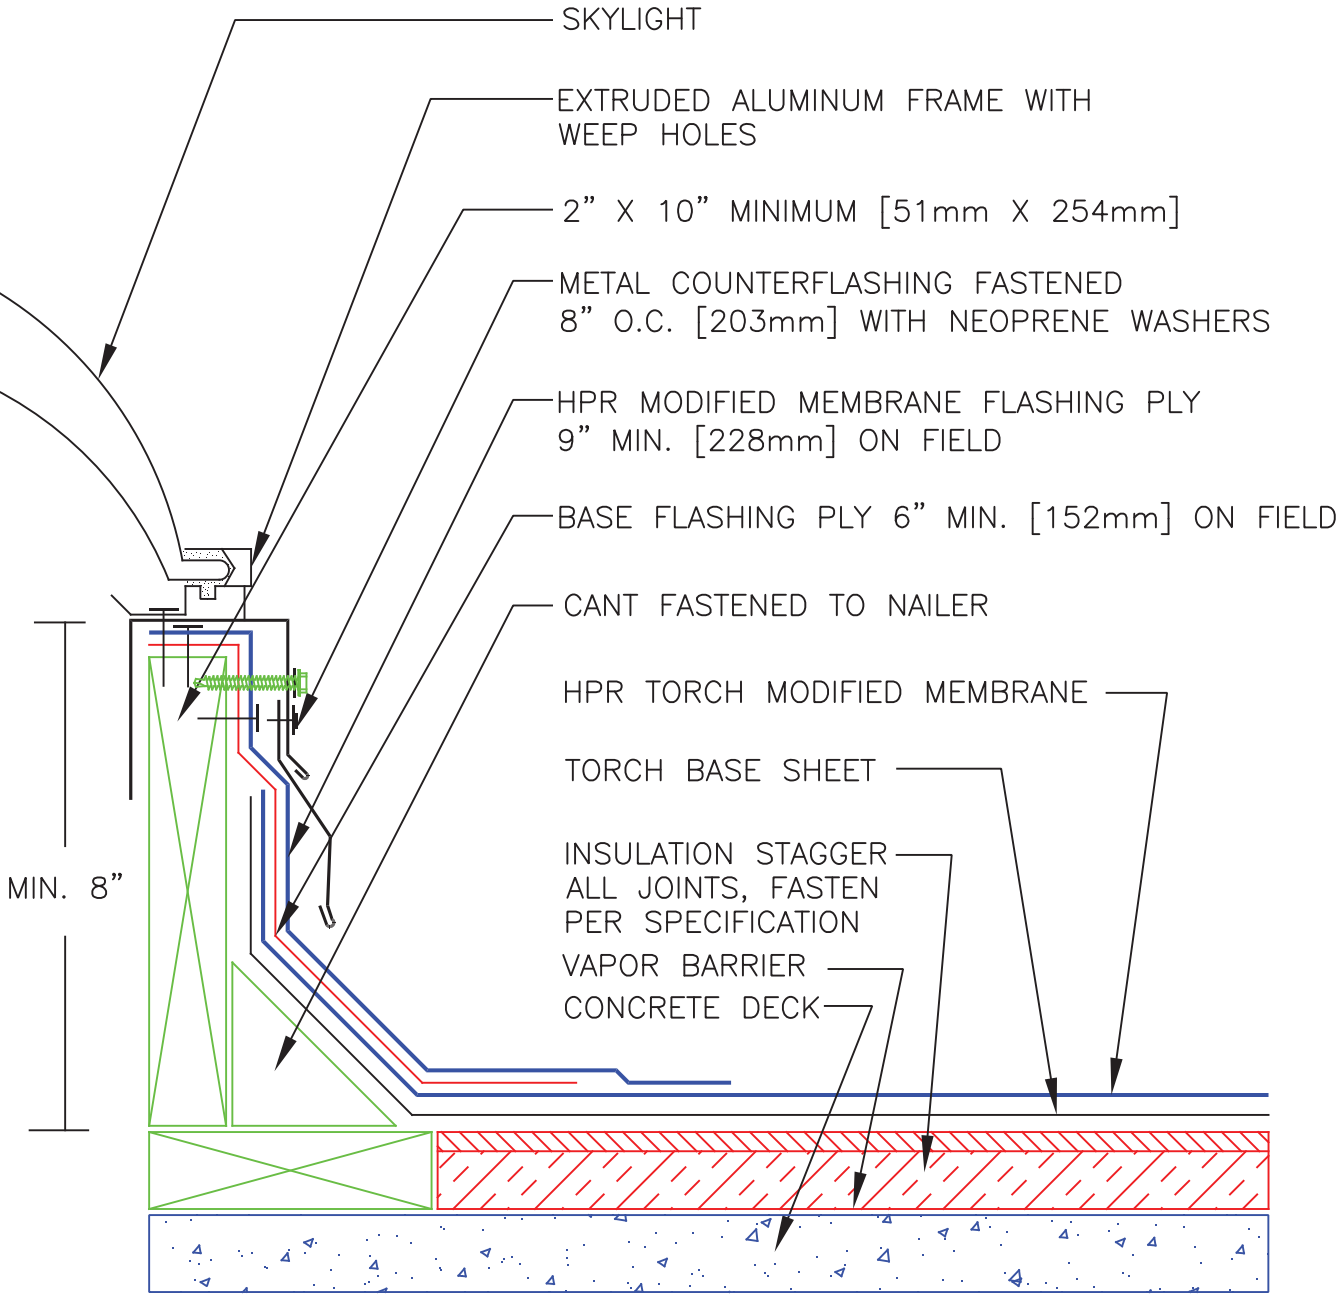 SKYLIGHT
EXTRUDED ALUMINUM FRAME WITH
WEEP HOLES
2” X 10” MINIMUM [51mm X 254mm]
METAL COUNTERFLASHING FASTENED
8” O.C. [203mm] WITH NEOPRENE WASHERS
HPR MODIFIED MEMBRANE FLASHING PLY
9” MIN. [228mm] ON FIELD
BASE FLASHING PLY 6” MIN. [152mm] ON FIELD
CANT FASTENED TO NAILER
HPR TORCH MODIFIED MEMBRANE
TORCH BASE SHEET
INSULATION STAGGER
ALL JOINTS, FASTEN
PER SPECIFICATION
VAPOR BARRIER
CONCRETE DECK
MIN. 8”